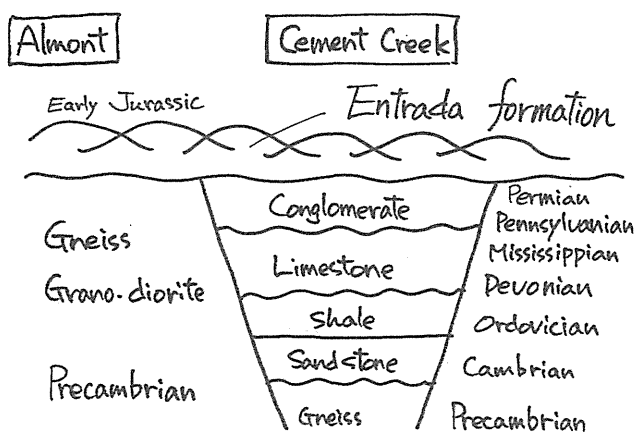 Almont
Cement Creek
Early Jurassic
Entrada formation
Conglomerate
Permian
Pennsylvanian
Gneiss
Limestone
Mississippian
Grano-diorite
Devonian
Shale
Ordovician
Sandstone
Cambrian
Precambrian
Gneiss
Precambrian